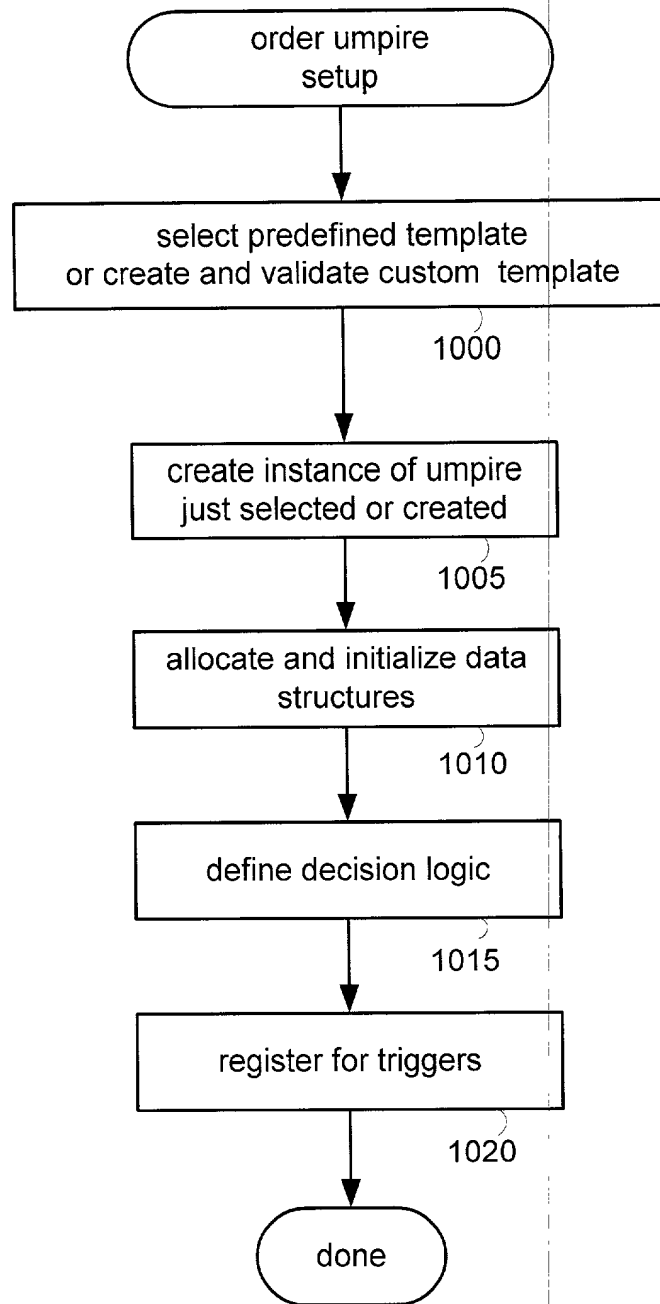 order umpire
setup
select predefined template
or create and validate custom template
1000
create instance of umpire
just selected or created
1005
allocate and initialize data
structures
1010
define decision logic
1015
register for triggers
1020
done